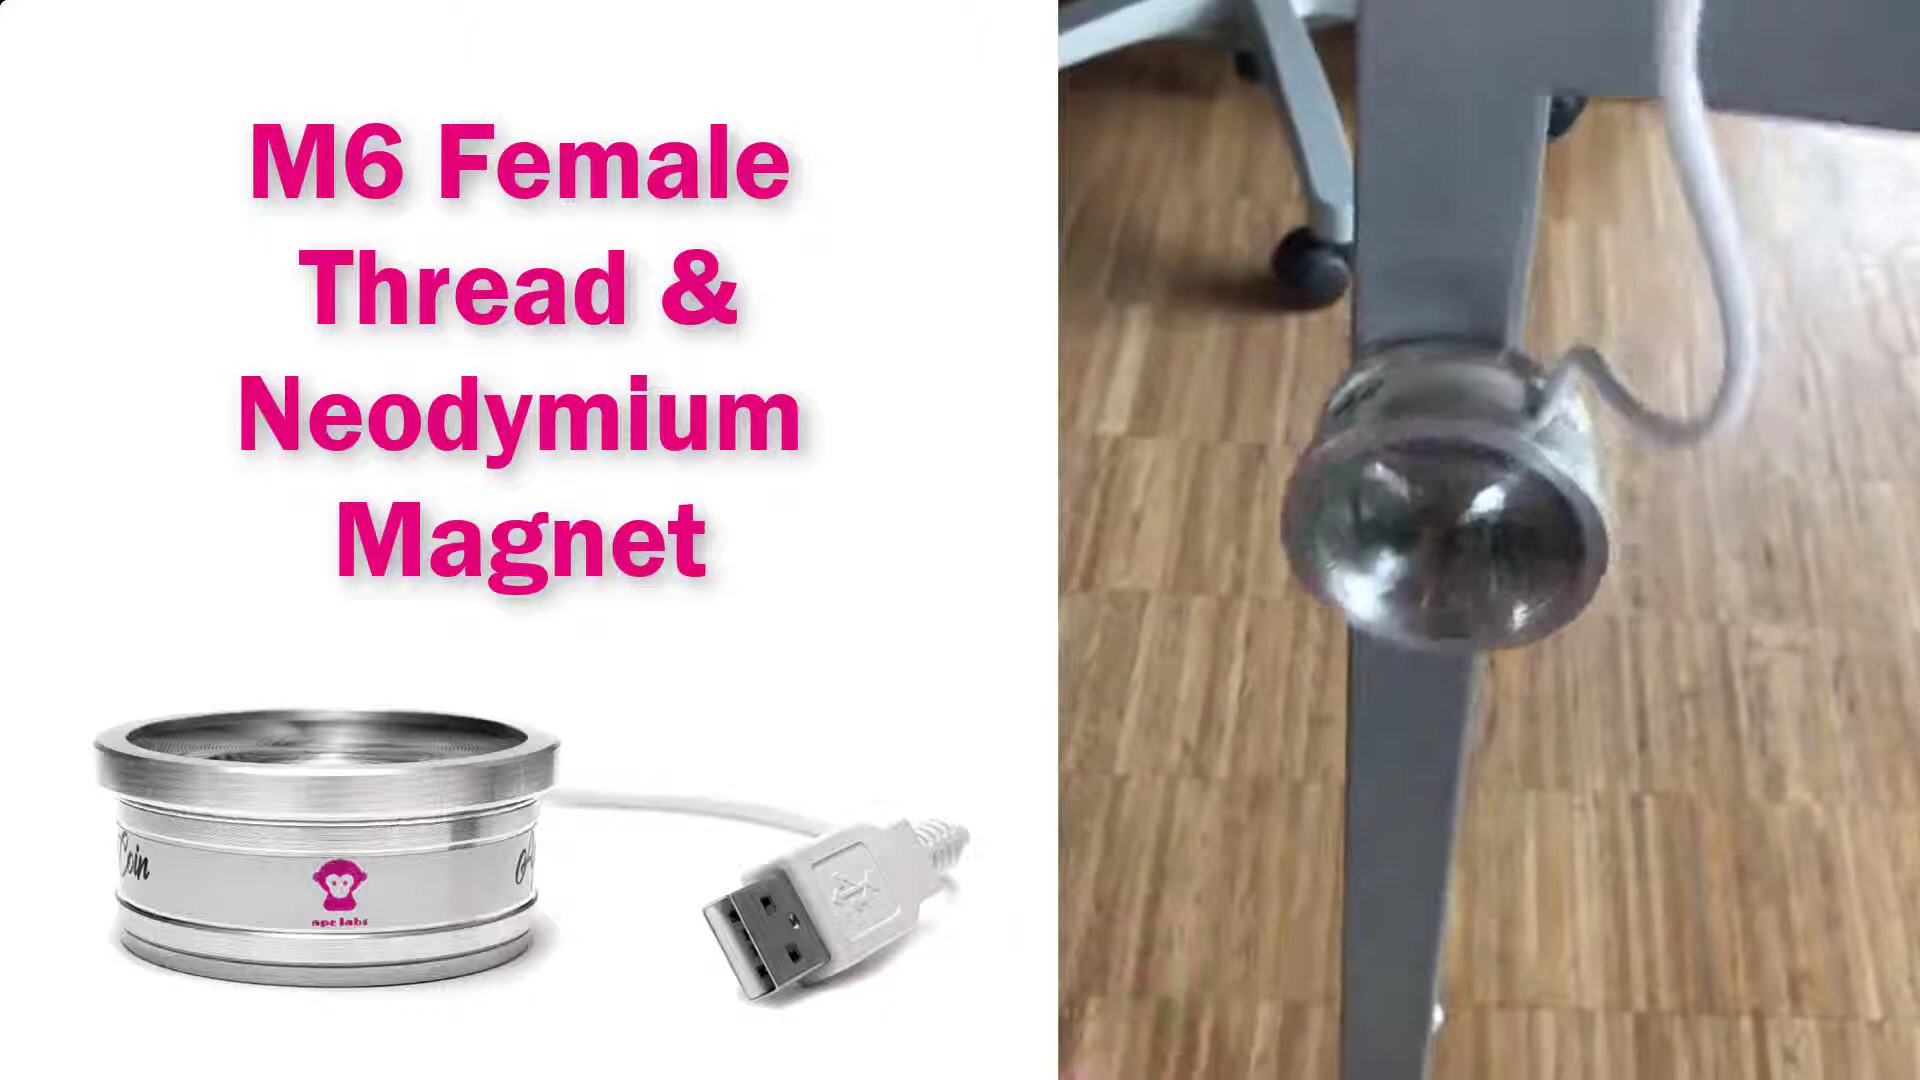 M6 Female
Thread &
Neodymium
Magnet
Coin
ape labs